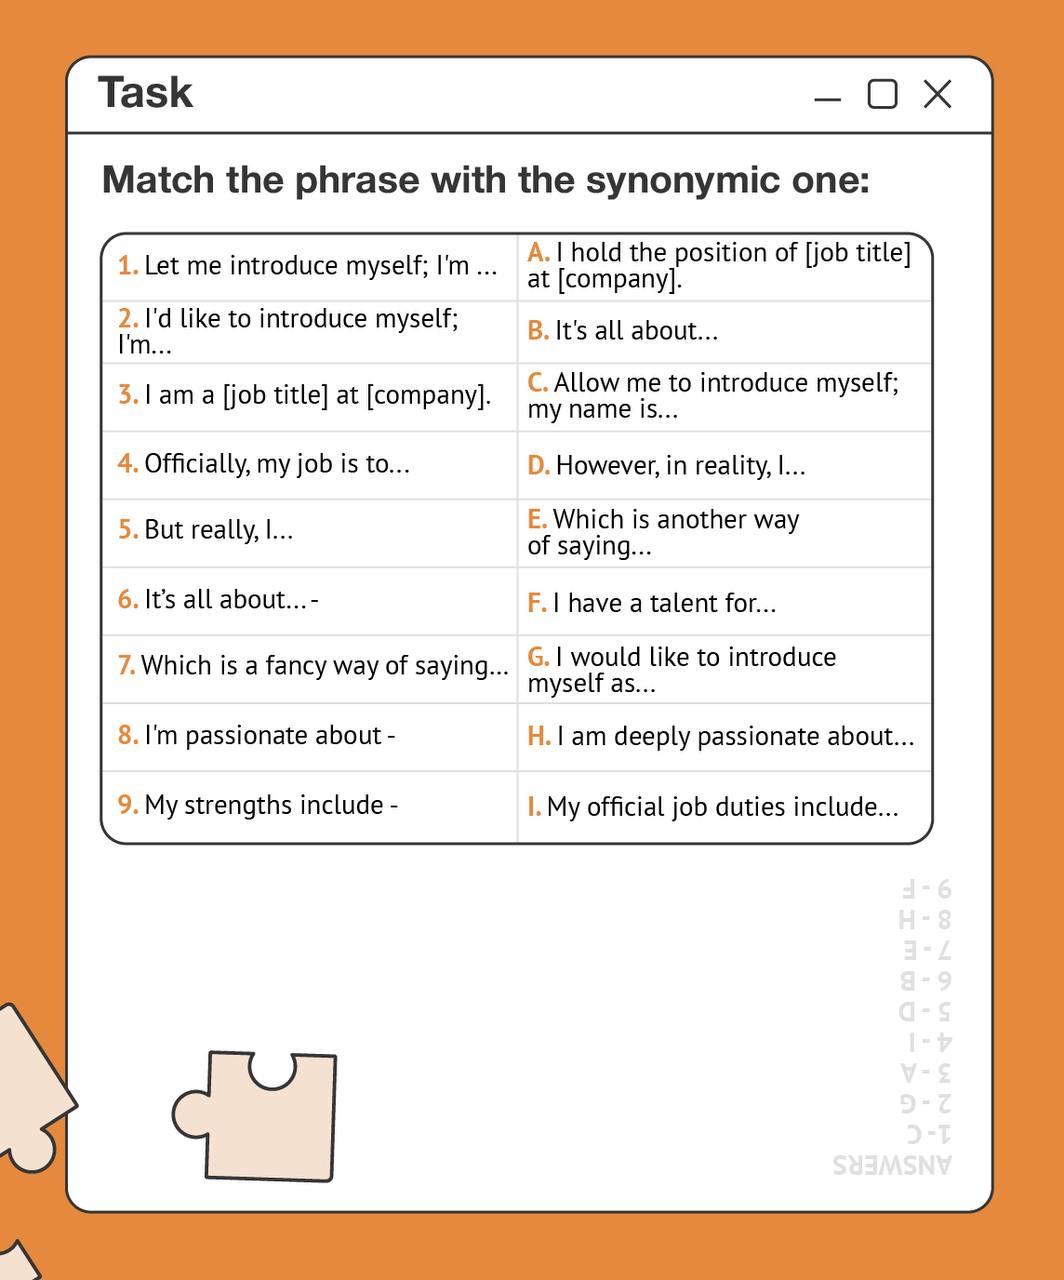 Task
Match the phrase with the synonymic one:
1. Let me introduce myself; I'm ...
A. I hold the position of [job title]
at [company].
2. I'd like to introduce myself;
I'm...
B. It's all about...
3. I am a [job title] at [company].
C. Allow me to introduce myself;
my name is...
4. Officially, my job is to...
D. However, in reality, I...
5. But really, I...
E. Which is another way
of saying...
6. It’s all about... -
F. I have a talent for...
7. Which is a fancy way of saying...
G. I would like to introduce
myself as...
8. I'm passionate about -
H. I am deeply passionate about...
9. My strengths include -
I. My official job duties include...
ANSWERS
1- C
2 - G
3 - A
4 - I
5 - D
6 - B
7 - E
8 - H
9 - F